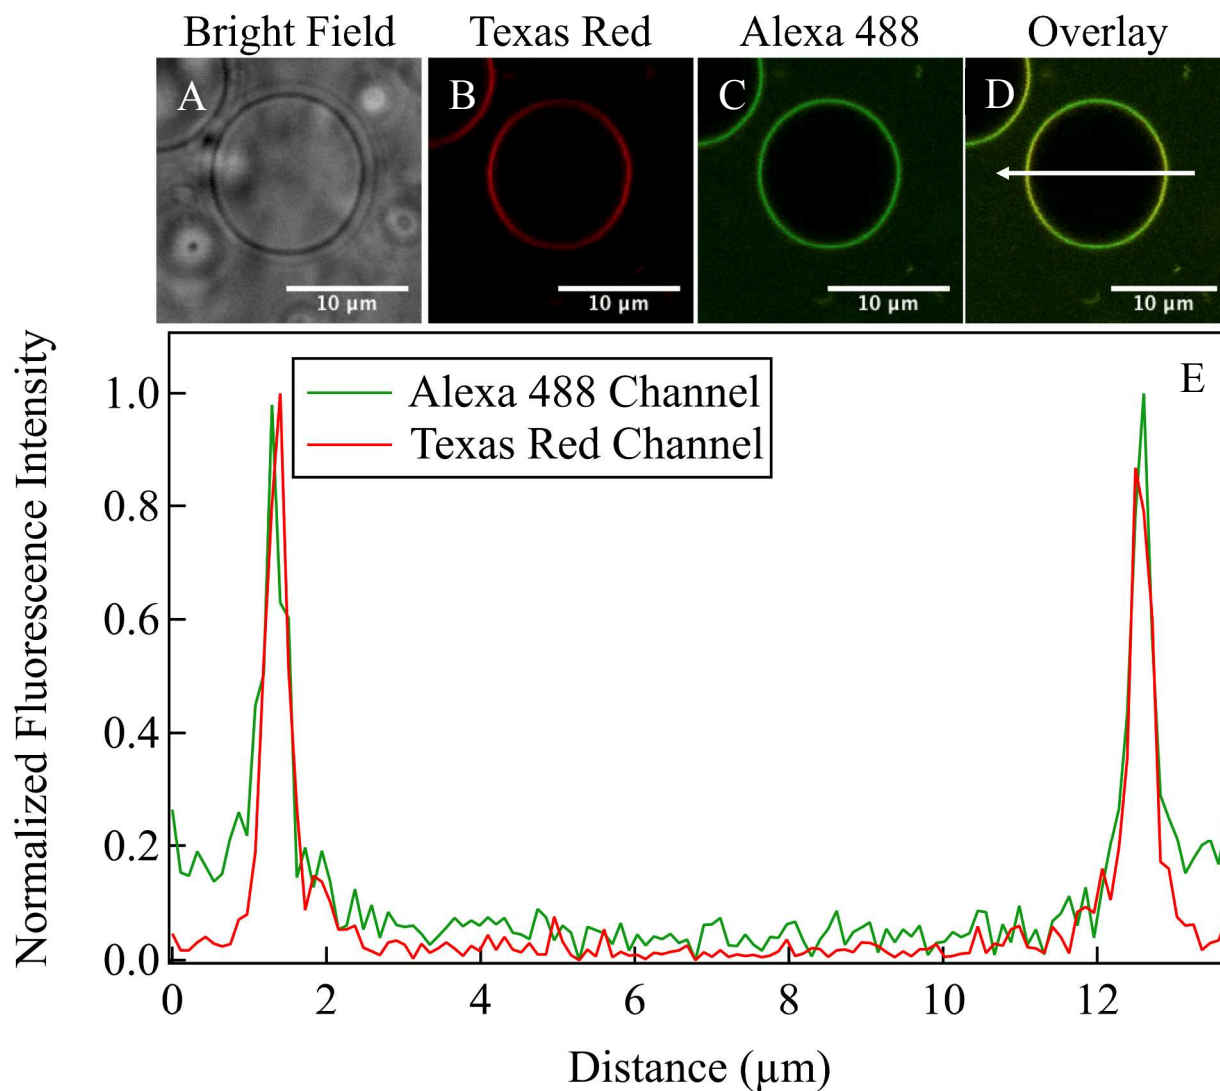 Bright Field Texas Red Alexa 488 Overlay
A B C D
10 µm 10 µm 10 µm 10 µm
E
Alexa 488 Channel
Texas Red Channel
Normalized Fluorescence Intensity
1.0
0.8
0.6
0.4
0.2
0.0
0 2 4 6 8 10 12
Distance (µm)